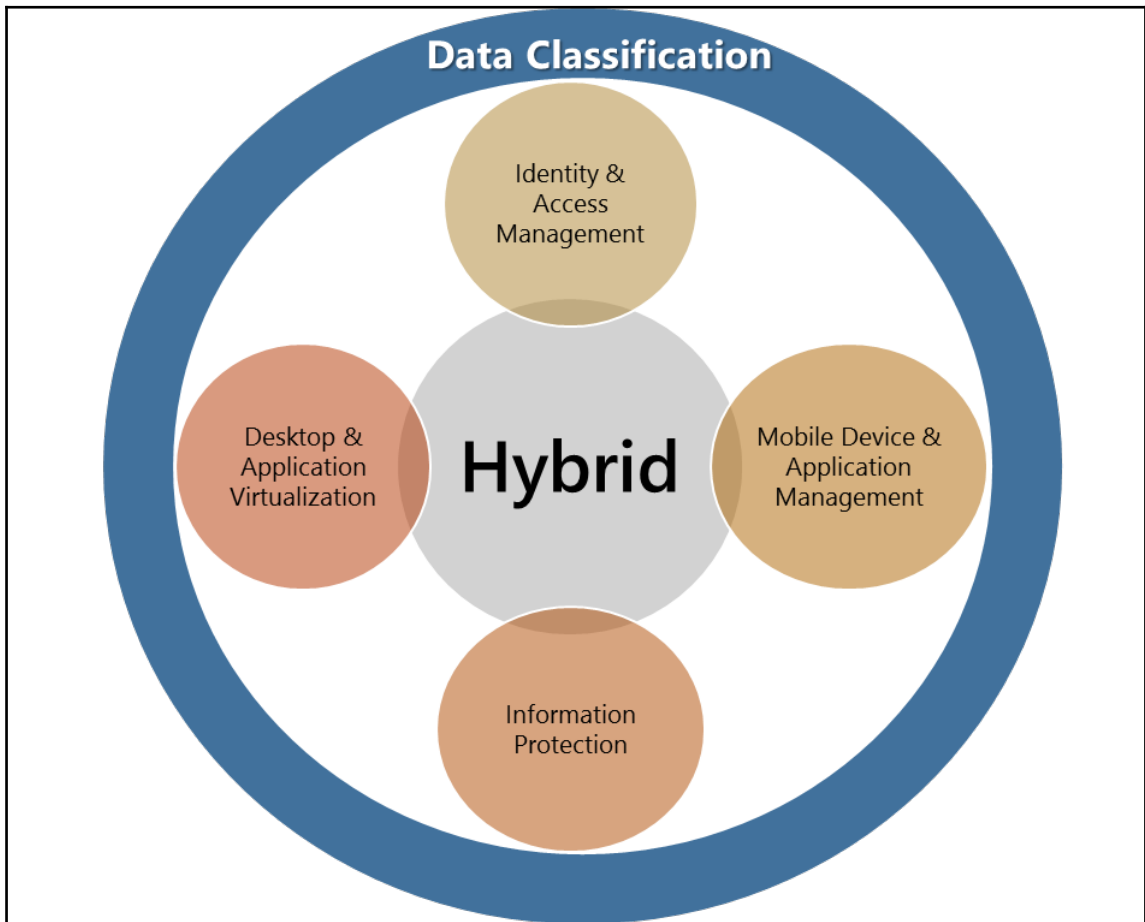 Data Classification
Identity &
Access
Management
Desktop &
Application
Virtualization
Hybrid
Mobile Device &
Application
Management
Information
Protection